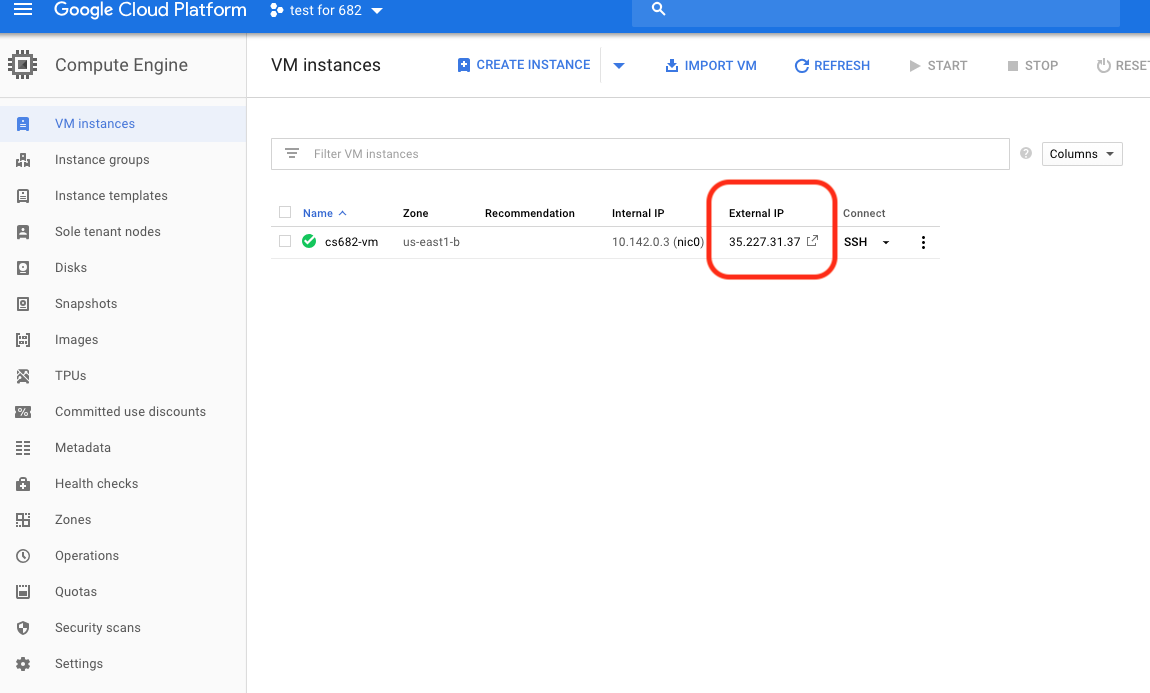 Google Cloud Platform test for 682
Compute Engine
VM instances
CREATE INSTANCE
IMPORT VM
REFRESH
START
STOP
RESET
VM instances
Instance groups
Instance templates
Sole tenant nodes
Disks
Snapshots
Images
TPUs
Committed use discounts
Metadata
Health checks
Zones
Operations
Quotas
Security scans
Settings
Filter VM instances
?
Columns
Name Zone Recommendation Internal IP External IP Connect
cs682-vm us-east1-b 10.142.0.3 (nic0) 35.227.31.37 SSH